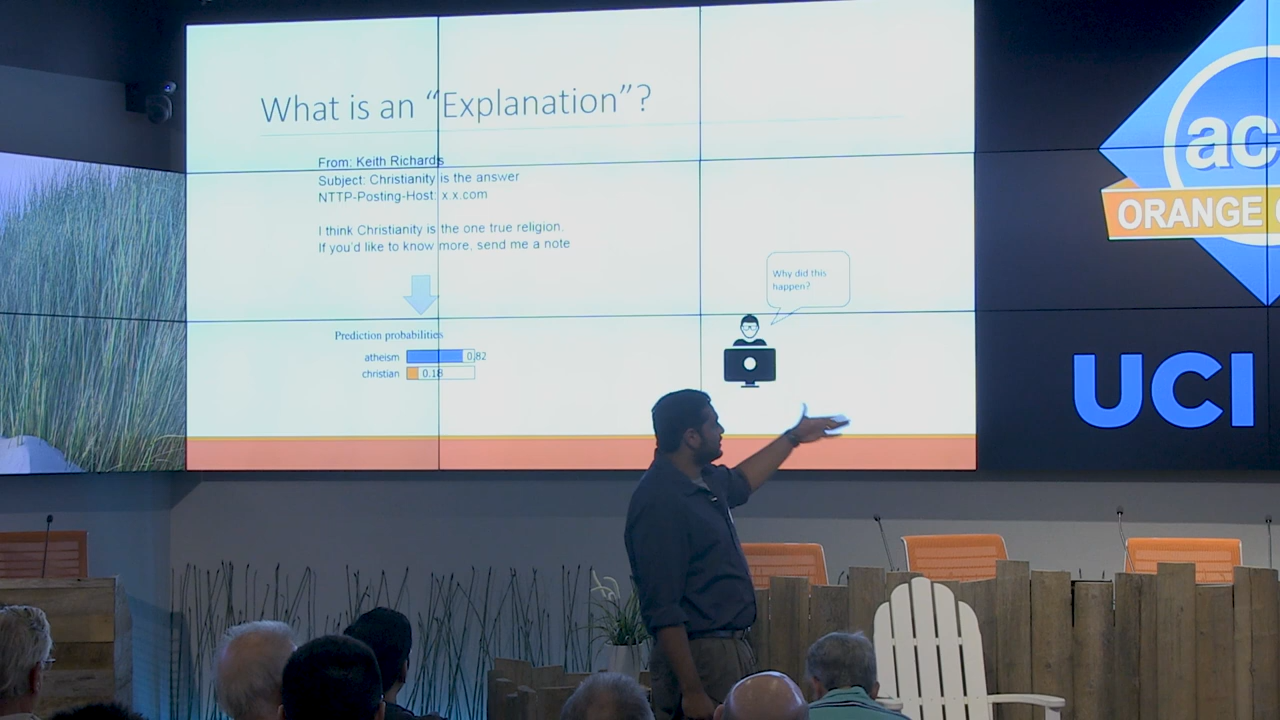 What is an “Explanation”?
From: Keith Richards
Subject: Christianity is the answer
NTTP-Posting-Host: x x.com
I think Christianity is the one true religion.
If you'd like to know more, send me a note
Why did this
happen?
Prediction probabilities
atheism 0.82
christian 0.18
ac
ORANGE
UCI